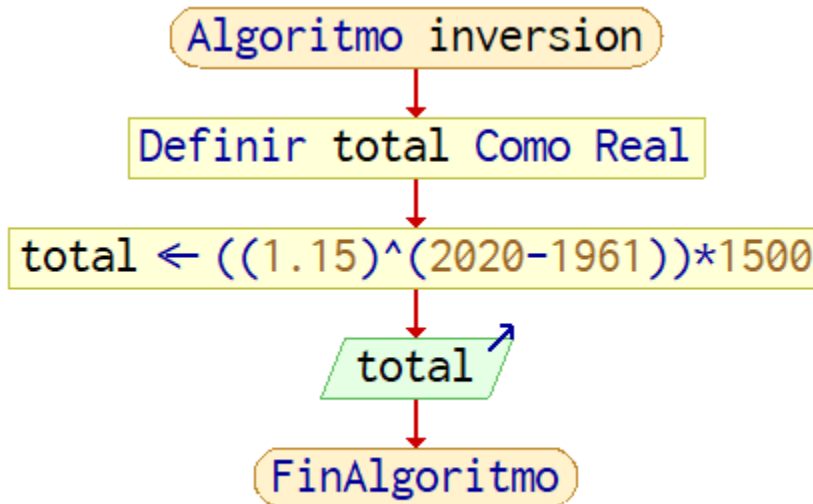 Algoritmo inversion
Definir total Como Real
total ← ((1.15)^(2020-1961))*1500
total
FinAlgoritmo